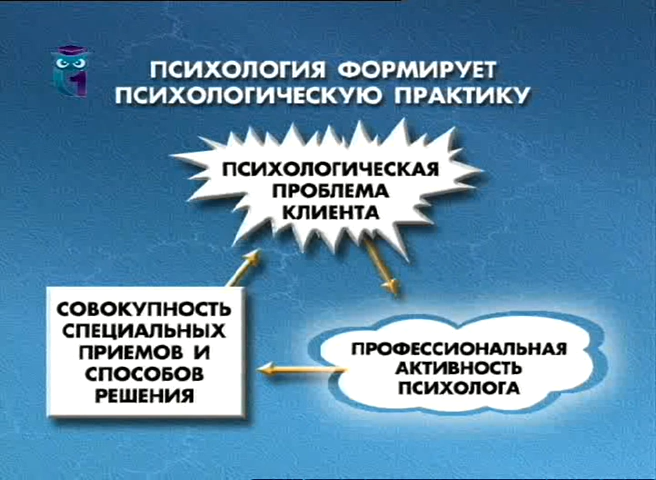 ПСИХОЛОГИЯ ФОРМИРУЕТ
ПСИХОЛОГИЧЕСКУЮ ПРАКТИКУ
ПСИХОЛОГИЧЕСКАЯ
ПРОБЛЕМА
КЛИЕНТА
СОВОКУПНОСТЬ
СПЕЦИАЛЬНЫХ
ПРИЕМОВ И
СПОСОБОВ
РЕШЕНИЯ
ПРОФЕССИОНАЛЬНАЯ
АКТИВНОСТЬ
ПСИХОЛОГА